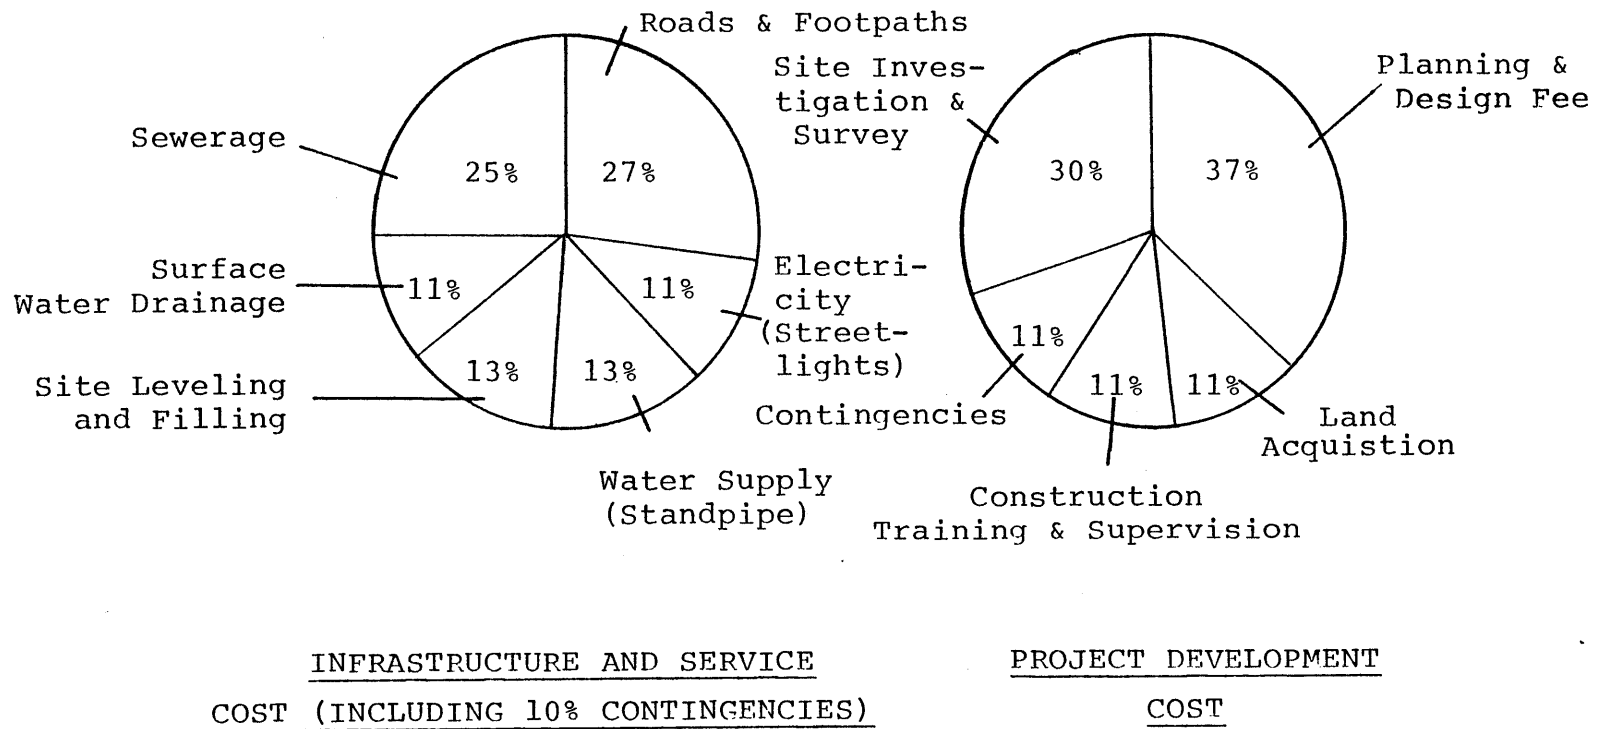 Roads & Footpaths
Sewerage
25%
27%
Surface
Water Drainage
11%
11%
Electri-
city
(Street-
lights)
Site Leveling
and Filling
13%
13%
Water Supply
(Standpipe)
INFRASTRUCTURE AND SERVICE
COST (INCLUDING 10% CONTINGENCIES)
Site Inves-
tigation &
Survey
Planning &
Design Fee
30%
37%
11%
Contingencies
11%
11%
Land
Acquistion
Construction
Training & Supervision
PROJECT DEVELOPMENT
COST